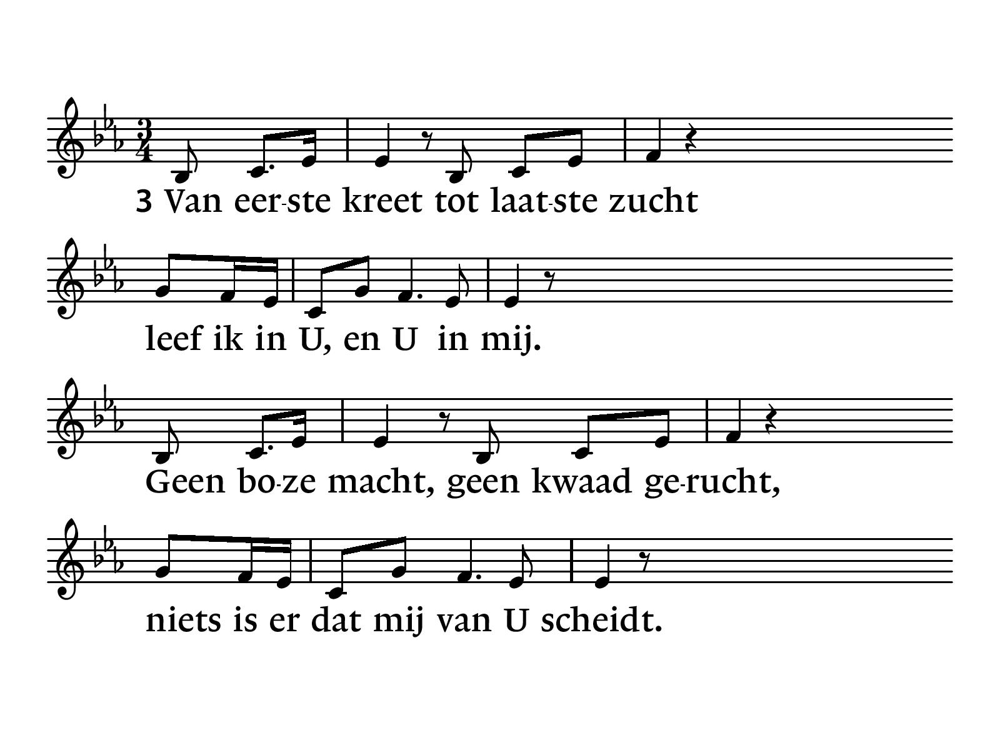 3 Van eer-ste kreet tot laat-ste zucht
leef ik in U, en U in mij.
Geen bo-ze macht, geen kwaad ge-rucht,
niets is er dat mij van U scheidt.